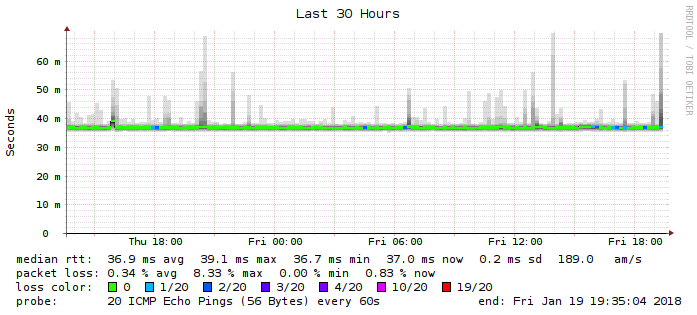 Last 30 Hours
RRDTOOL / TOBI OETIKER
Seconds
60 m
50 m
40 m
30 m
20 m
10 m
0
Thu 18:00 Fri 00:00 Fri 06:00 Fri 12:00 Fri 18:00
median rtt: 36.9 ms avg 39.1 ms max 36.7 ms min 37.0 ms now 0.2 ms sd 189.0 am/s
packet loss: 0.34 % avg 8.33 % max 0.00 % min 0.83 % now
loss color: 0 1/20 2/20 3/20 4/20 10/20 19/20
probe: 20 ICMP Echo Pings (56 Bytes) every 60s end: Fri Jan 19 19:35:04 2018